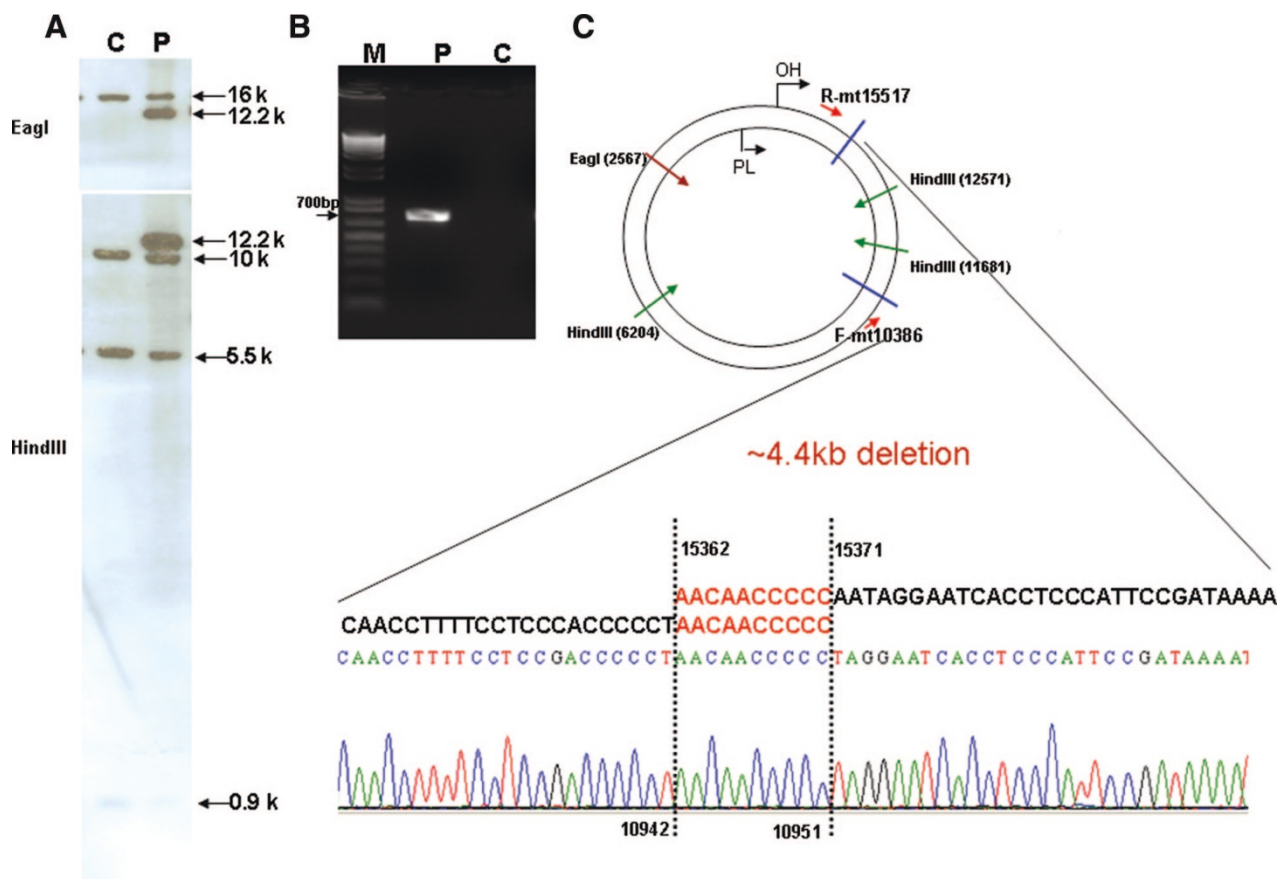 A
C P
EagI
16 k
12.2 k
12.2 k
10 k
5.5 k
HindIII
0.9 k
B
M P C
700bp
C
OH
R-mt15517
EagI (2567)
PL
HindIII (12571)
HindIII (11681)
HindIII (6204)
F-mt10386
~4.4kb deletion
15362
15371
AACAACCCCCAATAGGAATCACCTCCCATTCCGATAAAA
CAACCTTTTCCTCCCACCCCCTAACAACCCCC
CAACCTTTTCCTCCGACCCCCTAACAACCCCCTAGGAATCACCTCCCATTCCGATAAAAT
10942
10951